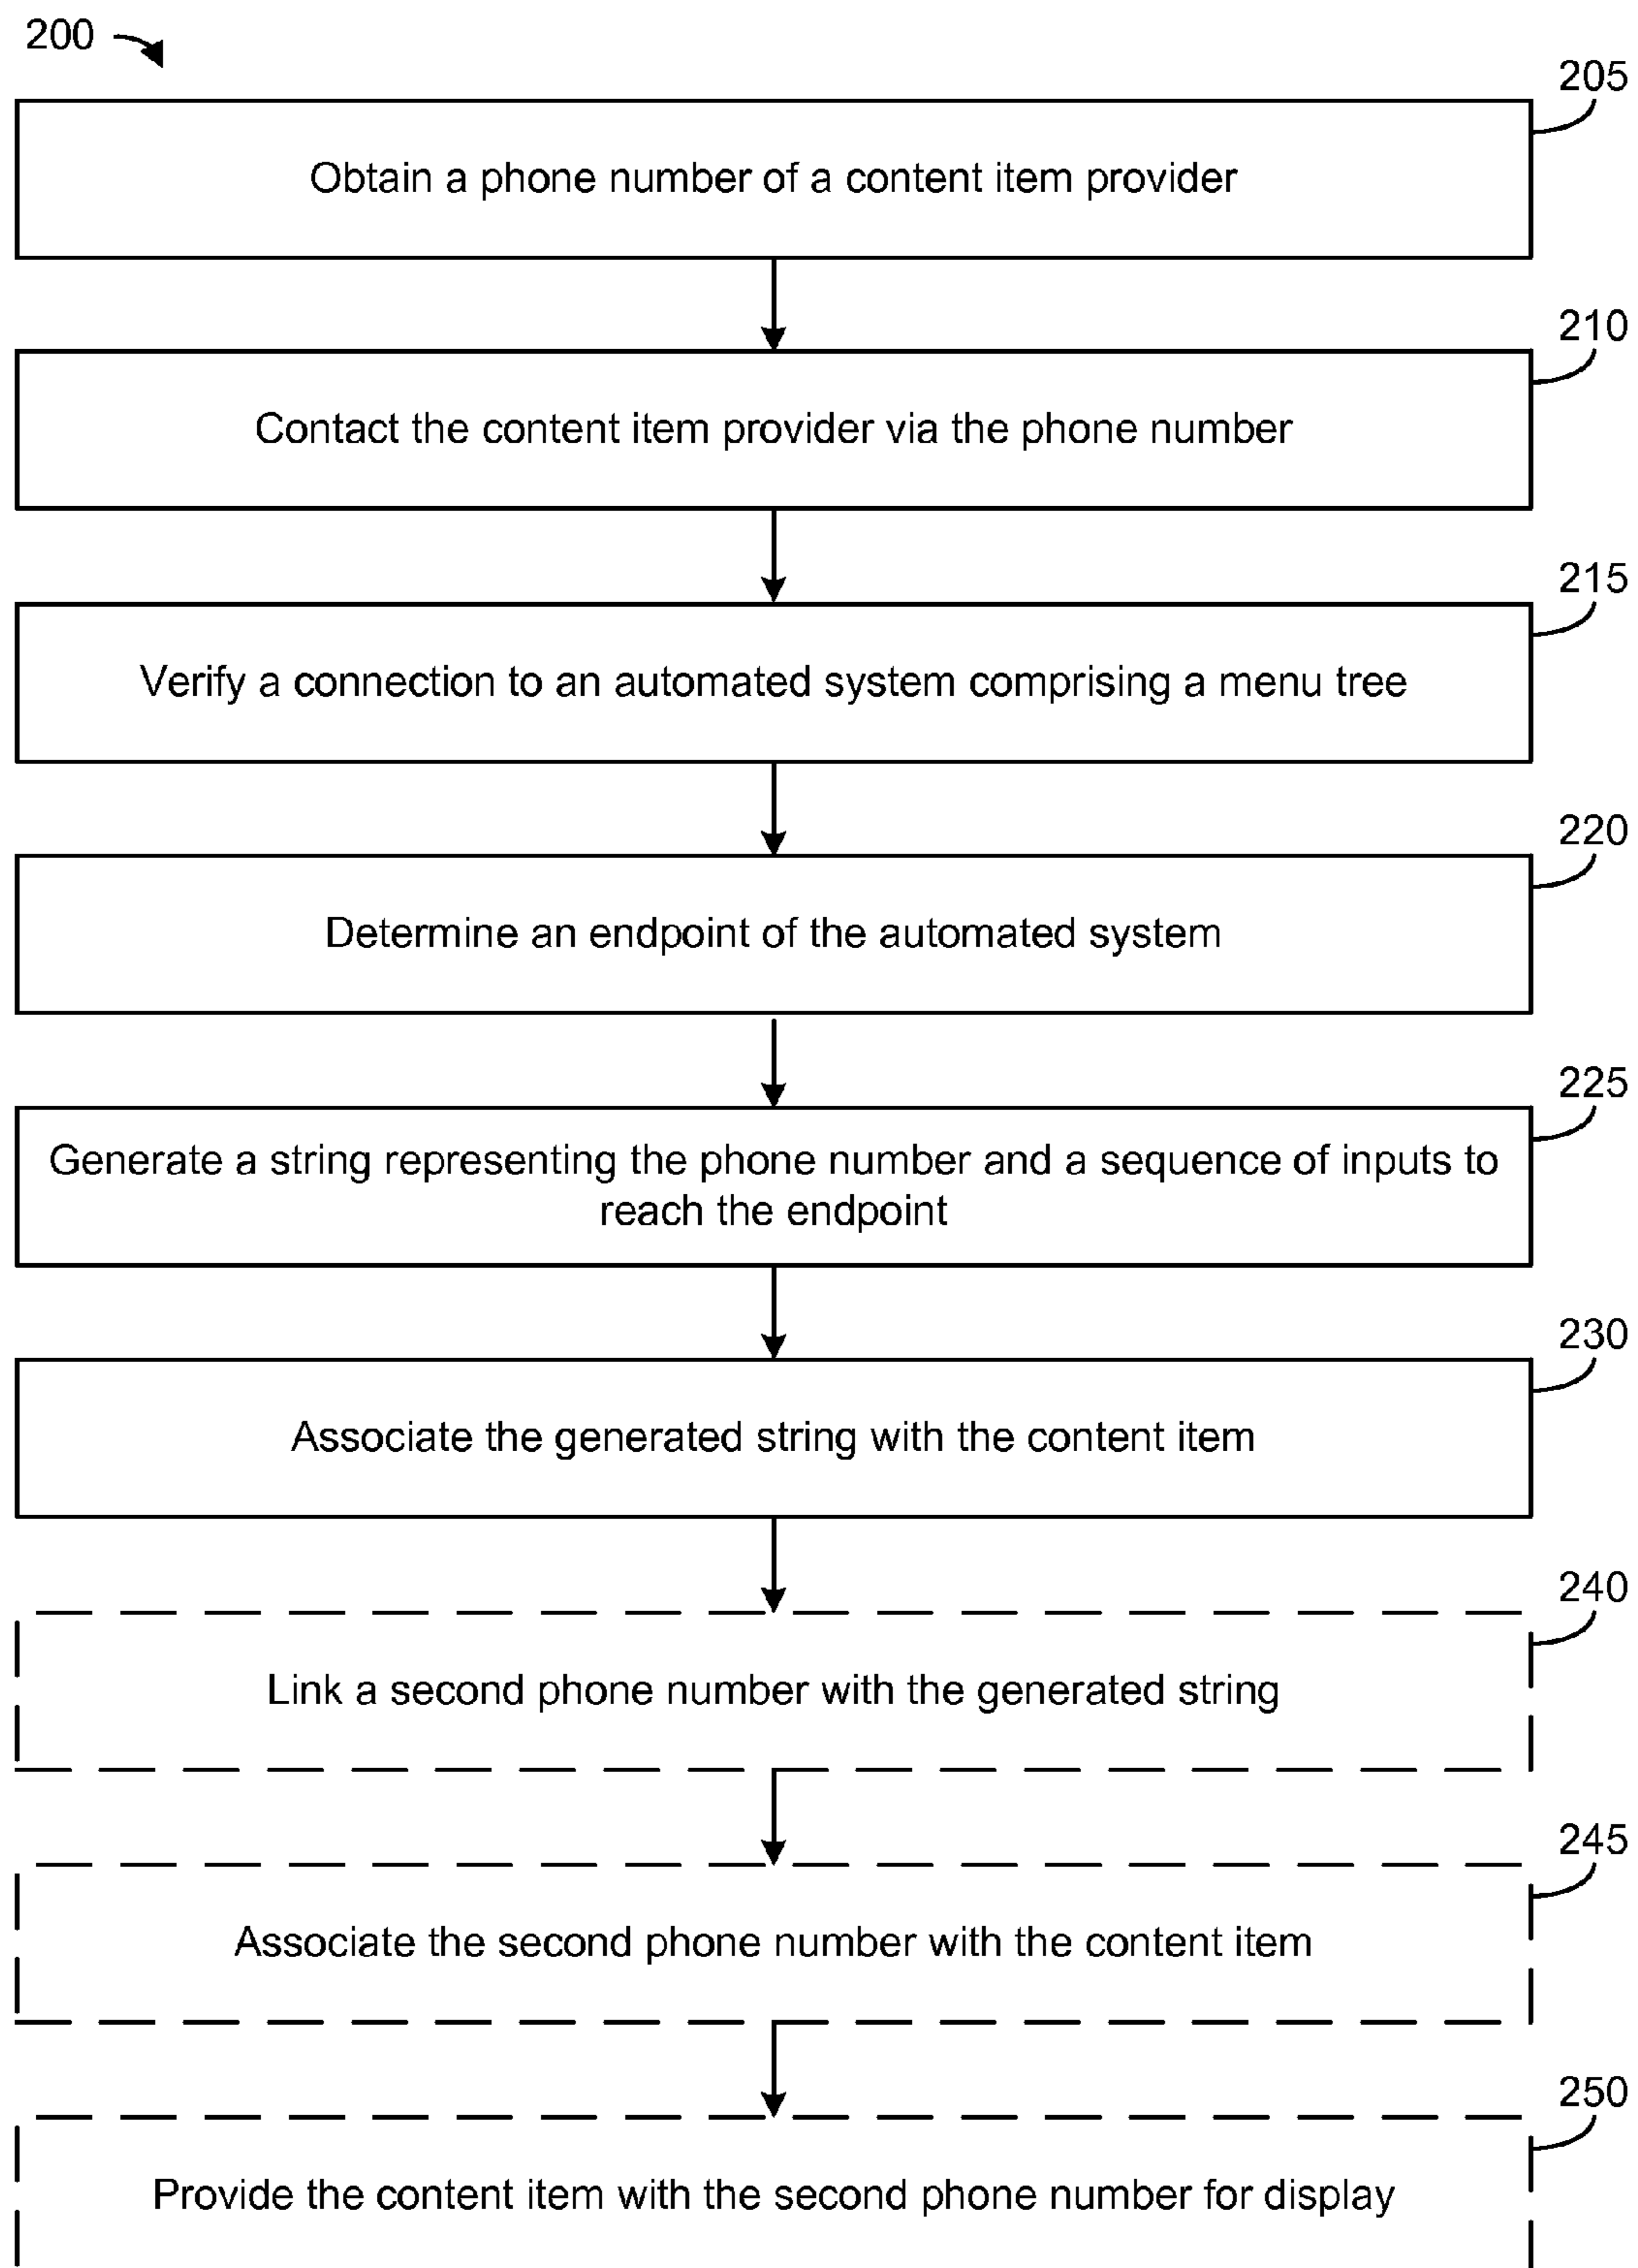 200
205
Obtain a phone number of a content item provider
210
Contact the content item provider via the phone number
215
Verify a connection to an automated system comprising a menu tree
220
Determine an endpoint of the automated system
225
Generate a string representing the phone number and a sequence of inputs to
reach the endpoint
230
Associate the generated string with the content item
240
Link a second phone number with the generated string
245
Associate the second phone number with the content item
250
Provide the content item with the second phone number for display